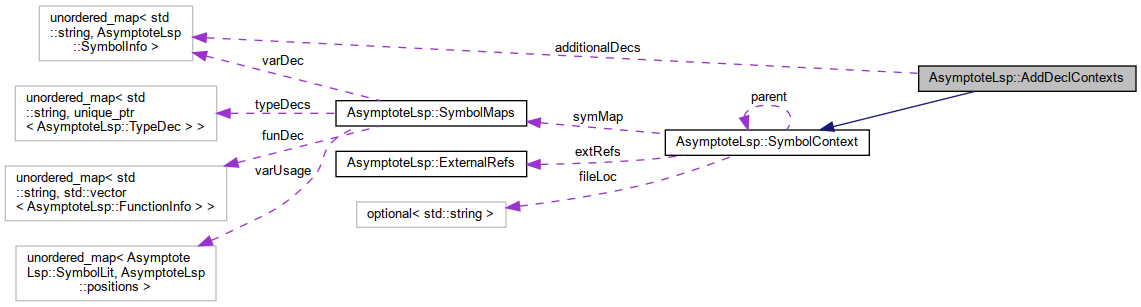 unordered_map< std
::string, AsymptoteLsp
::SymbolInfo >
additionalDecs
varDec
AsymptoteLsp::AddDeclContexts
unordered_map< std
::string, unique_ptr
< AsymptoteLsp::TypeDec > >
typeDecs
AsymptoteLsp::SymbolMaps
symMap
parent
funDec
AsymptoteLsp::SymbolContext
extRefs
AsymptoteLsp::ExternalRefs
varUsage
fileLoc
unordered_map< std
::string, std::vector
< AsymptoteLsp::FunctionInfo > >
optional< std::string >
unordered_map< Asymptote
Lsp::SymbolLit, AsymptoteLsp
::positions >